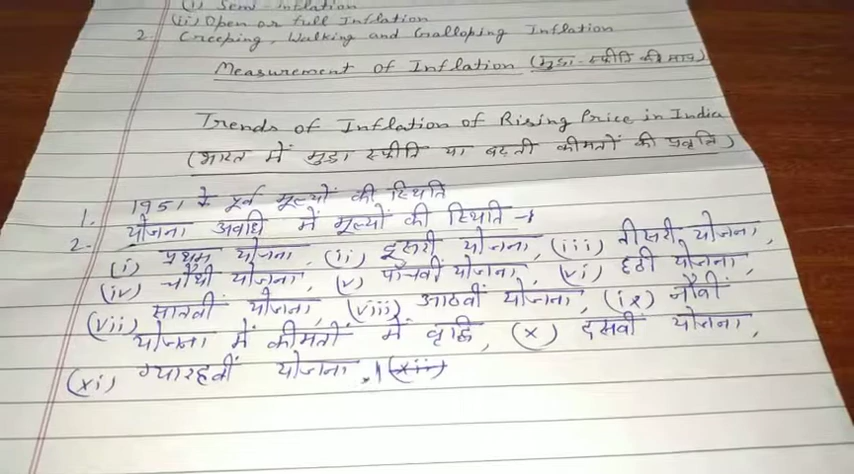 (i) Semi Inflation
(ii) Open or full Inflation
2. Creeping, Walking and Galloping Inflation
Measurement of Inflation (मुद्रा-स्फीति की माप)
Trends of Inflation of Rising Price in India
(भारत में मुद्रा स्फीति या बढ़ती कीमतों की प्रवृत्ति)
1. 1951 के पूर्व मूल्यों की स्थिति
2. योजना अवधि में मूल्यों की स्थिति →
(i) प्रथम योजना, (ii) दूसरी योजना, (iii) तीसरी योजना,
(iv) चौथी योजना, (v) पाँचवीं योजना, (vi) छठी योजना,
(vii) सातवीं योजना, (viii) आठवीं योजना, (ix) नौवीं
योजना में कीमतों में वृद्धि, (x) दसवीं योजना,
(xi) ग्यारहवीं योजना । (xii)